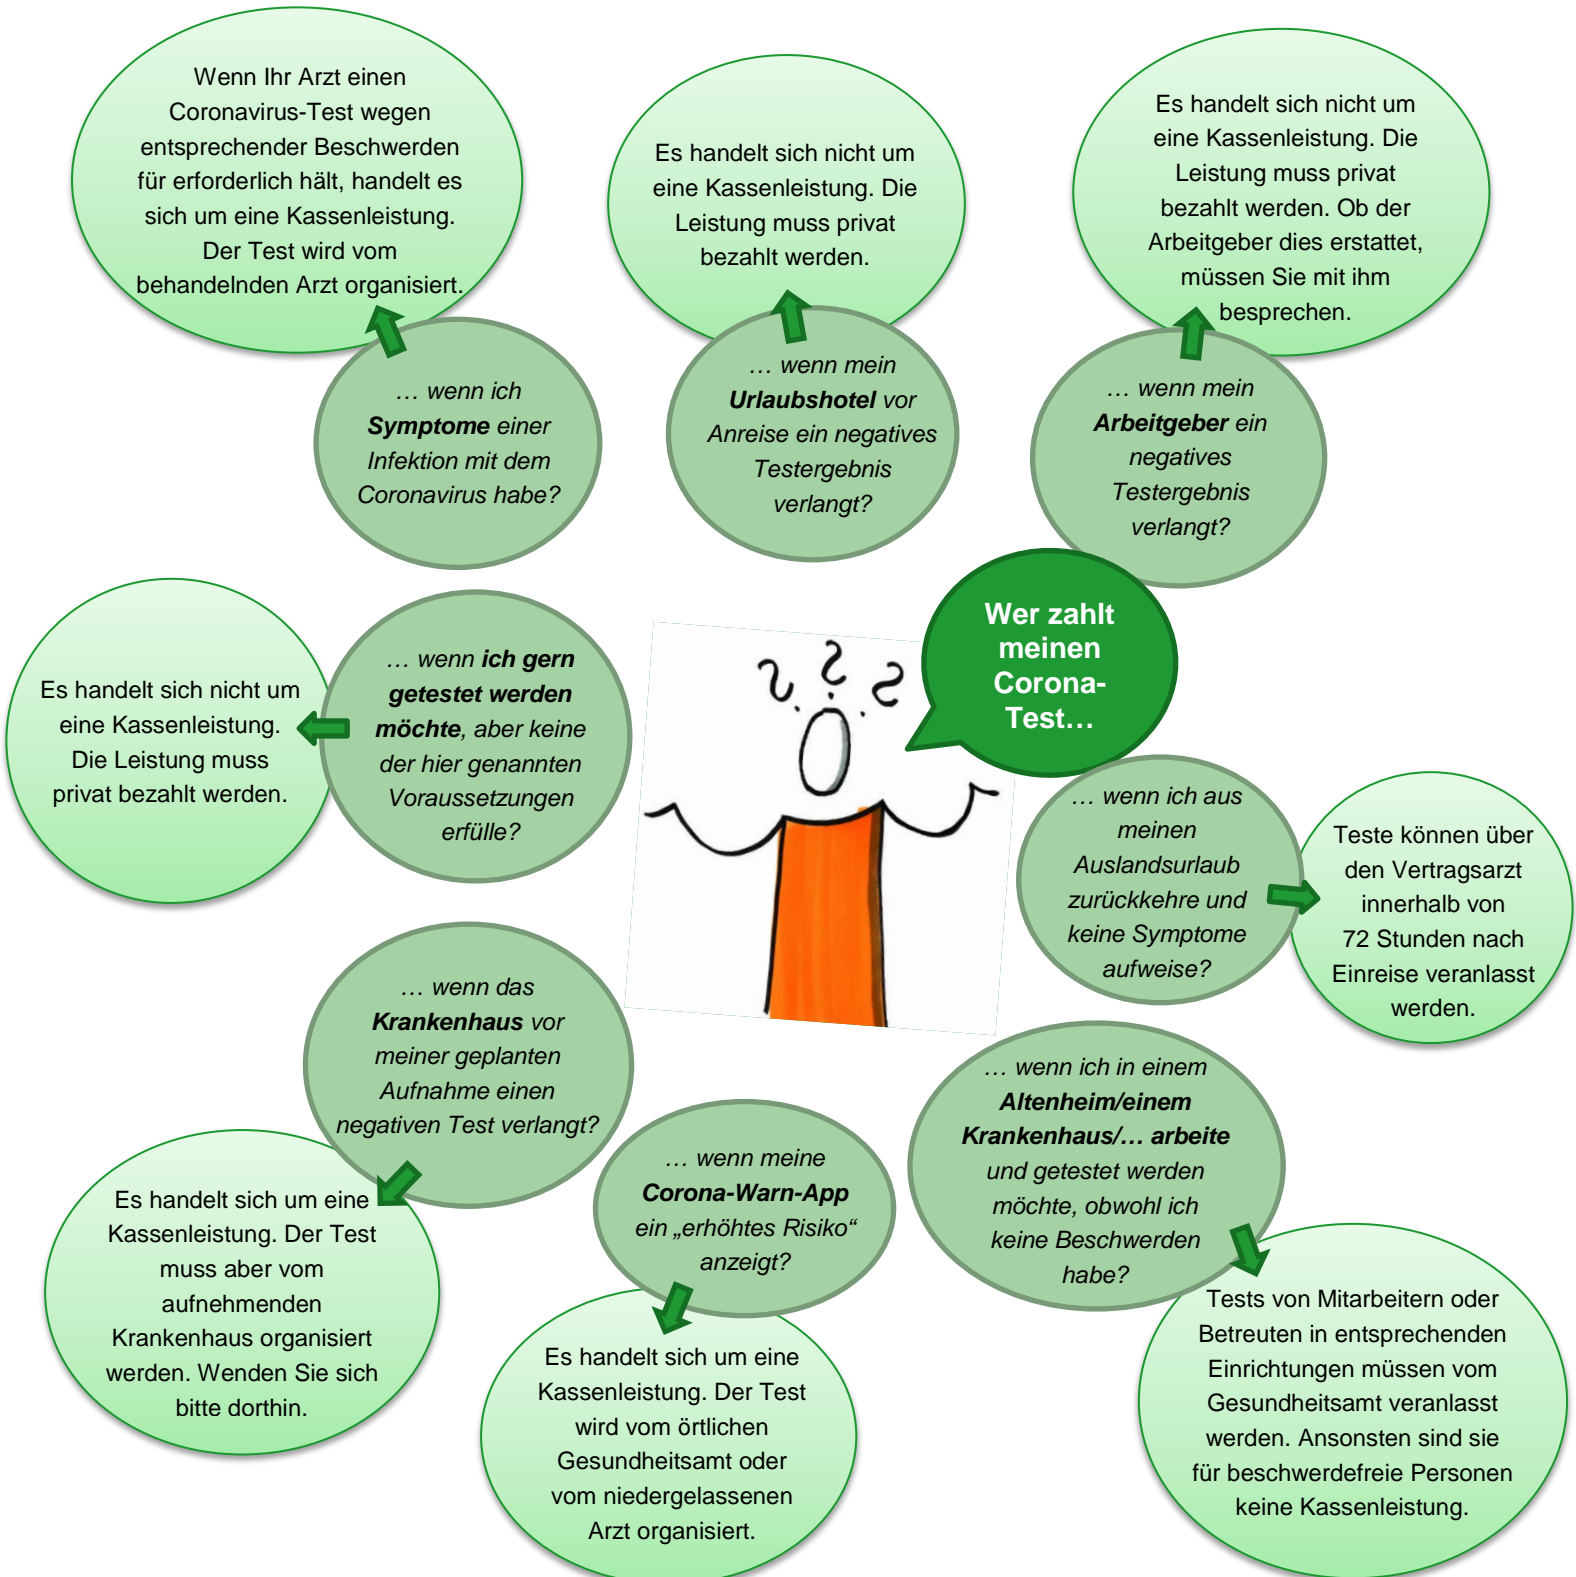 Wenn Ihr Arzt einen
Coronavirus-Test wegen
entsprechender Beschwerden
für erforderlich hält, handelt es
sich um eine Kassenleistung.
Der Test wird vom
behandelnden Arzt organisiert.
Es handelt sich nicht um
eine Kassenleistung. Die
Leistung muss privat
bezahlt werden.
Es handelt sich nicht um
eine Kassenleistung. Die
Leistung muss privat
bezahlt werden. Ob der
Arbeitgeber dies erstattet,
müssen Sie mit ihm
besprechen.
… wenn ich
Symptome einer
Infektion mit dem
Coronavirus habe?
… wenn mein
Urlaubshotel vor
Anreise ein negatives
Testergebnis
verlangt?
… wenn mein
Arbeitgeber ein
negatives
Testergebnis
verlangt?
Wer zahlt
meinen
Corona-
Test…
Es handelt sich nicht um
eine Kassenleistung.
Die Leistung muss
privat bezahlt werden.
… wenn ich gern
getestet werden
möchte, aber keine
der hier genannten
Voraussetzungen
erfülle?
… wenn ich aus
meinen
Auslandsurlaub
zurückkehre und
keine Symptome
aufweise?
Teste können über
den Vertragsarzt
innerhalb von
72 Stunden nach
Einreise veranlasst
werden.
… wenn das
Krankenhaus vor
meiner geplanten
Aufnahme einen
negativen Test verlangt?
Es handelt sich um eine
Kassenleistung. Der Test
muss aber vom
aufnehmenden
Krankenhaus organisiert
werden. Wenden Sie sich
bitte dorthin.
… wenn meine
Corona-Warn-App
ein „erhöhtes Risiko“
anzeigt?
Es handelt sich um eine
Kassenleistung. Der Test
wird vom örtlichen
Gesundheitsamt oder
vom niedergelassenen
Arzt organisiert.
… wenn ich in einem
Altenheim/einem
Krankenhaus/… arbeite
und getestet werden
möchte, obwohl ich
keine Beschwerden
habe?
Tests von Mitarbeitern oder
Betreuten in entsprechenden
Einrichtungen müssen vom
Gesundheitsamt veranlasst
werden. Ansonsten sind sie
für beschwerdefreie Personen
keine Kassenleistung.